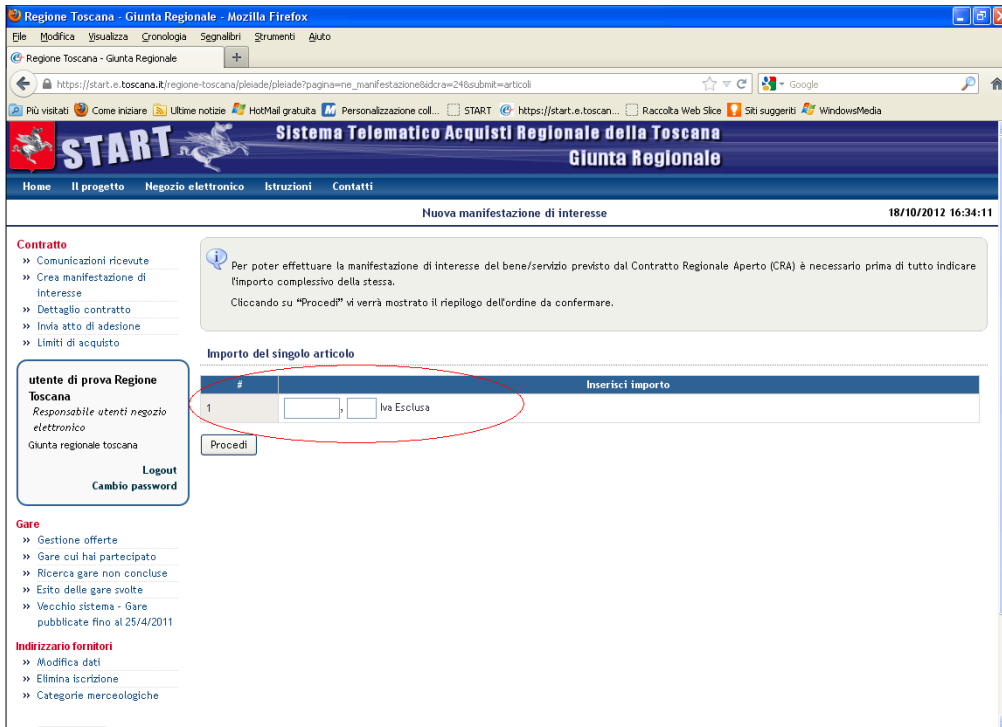 Regione Toscana - Giunta Regionale - Mozilla Firefox
File Modifica Visualizza Cronologia Segnalibri Strumenti Aiuto
Regione Toscana - Giunta Regionale +
https://start.e.toscana.it/regione-toscana/pleiade/pleiade?pagina=ne_manifestazione&idcra=24&submit=articoli
Google
Più visitati Come iniziare Ultime notizie HotMail gratuita Personalizzazione coll... START https://start.e.toscan... Raccolta Web Slice Siti suggeriti WindowsMedia
START
Sistema Telematico Acquisti Regionale della Toscana
Giunta Regionale
Home Il progetto Negozio elettronico Istruzioni Contatti
Nuova manifestazione di interesse
18/10/2012 16:34:11
Contratto
» Comunicazioni ricevute
» Crea manifestazione di
interesse
» Dettaglio contratto
» Invia atto di adesione
» Limiti di acquisto
utente di prova Regione
Toscana
Responsabile utenti negozio
elettronico
Giunta regionale toscana
Logout
Cambio password
Gare
» Gestione offerte
» Gare cui hai partecipato
» Ricerca gare non concluse
» Esito delle gare svolte
» Vecchio sistema - Gare
pubblicate fino al 25/4/2011
Indirizzario fornitori
» Modifica dati
» Elimina iscrizione
» Categorie merceologiche
Per poter effettuare la manifestazione di interesse del bene/servizio previsto dal Contratto Regionale Aperto (CRA) è necessario prima di tutto indicare
l'importo complessivo della stessa.
Cliccando su "Procedi" vi verrà mostrato il riepilogo dell'ordine da confermare.
Importo del singolo articolo
# Inserisci importo
1 , Iva Esclusa
Procedi